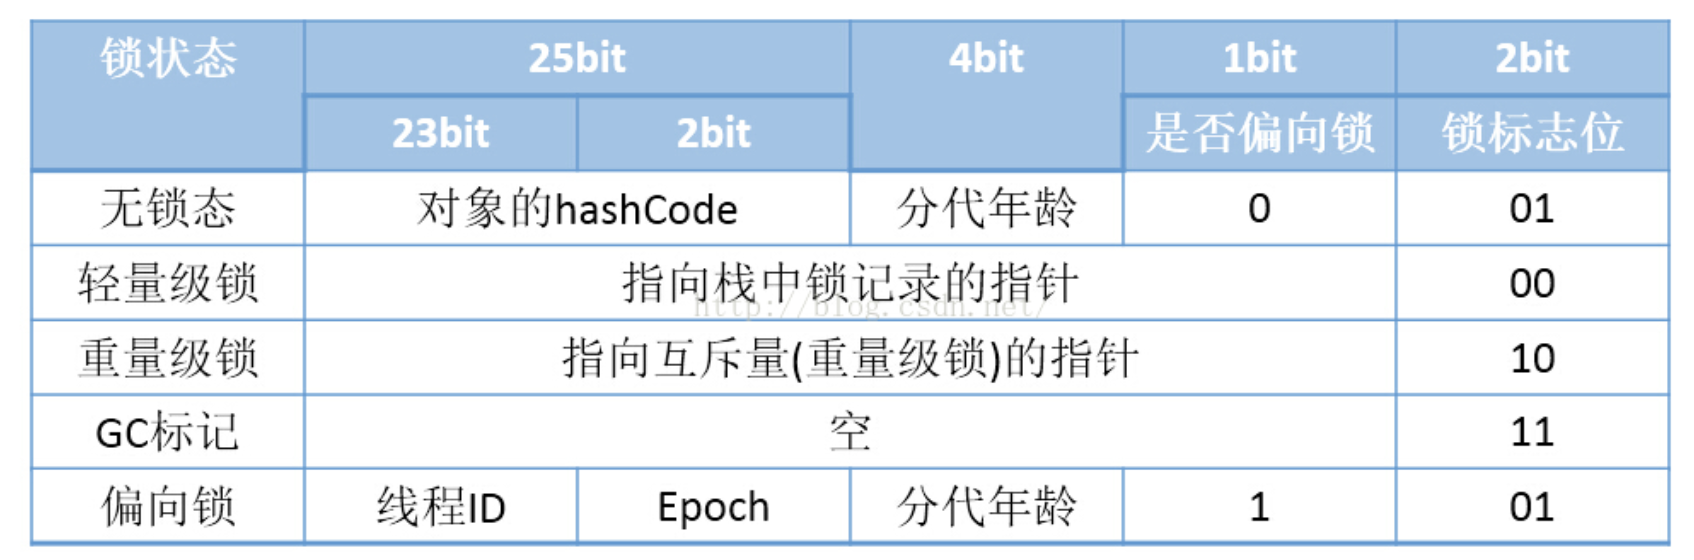 锁状态 25bit 4bit 1bit 2bit
23bit 2bit 是否偏向锁 锁标志位
无锁态 对象的hashCode 分代年龄 0 01
轻量级锁 指向栈中锁记录的指针 00
http://blog.csdn.net/
重量级锁 指向互斥量(重量级锁)的指针 10
GC标记 空 11
偏向锁 线程ID Epoch 分代年龄 1 01